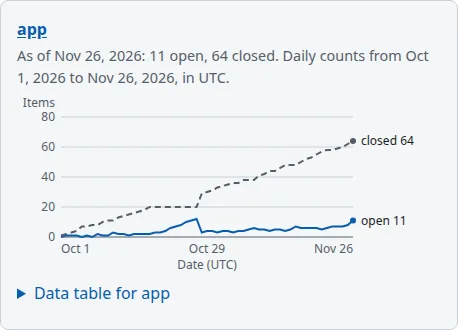 app
As of Nov 26, 2026: 11 open, 64 closed. Daily counts from Oct
1, 2026 to Nov 26, 2026, in UTC.
Items
80
60
40
20
0
closed 64
open 11
Oct 1
Oct 29
Nov 26
Date (UTC)
Data table for app